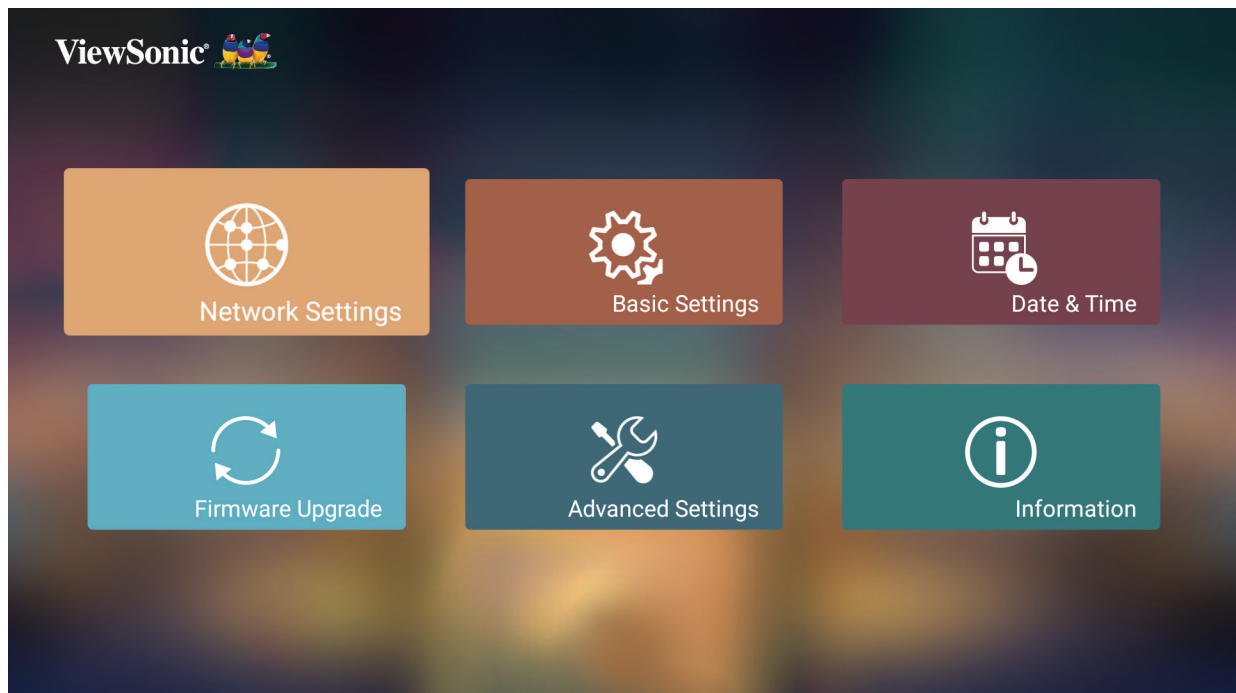 ViewSonic®
Network Settings
Basic Settings
Date & Time
Firmware Upgrade
Advanced Settings
Information